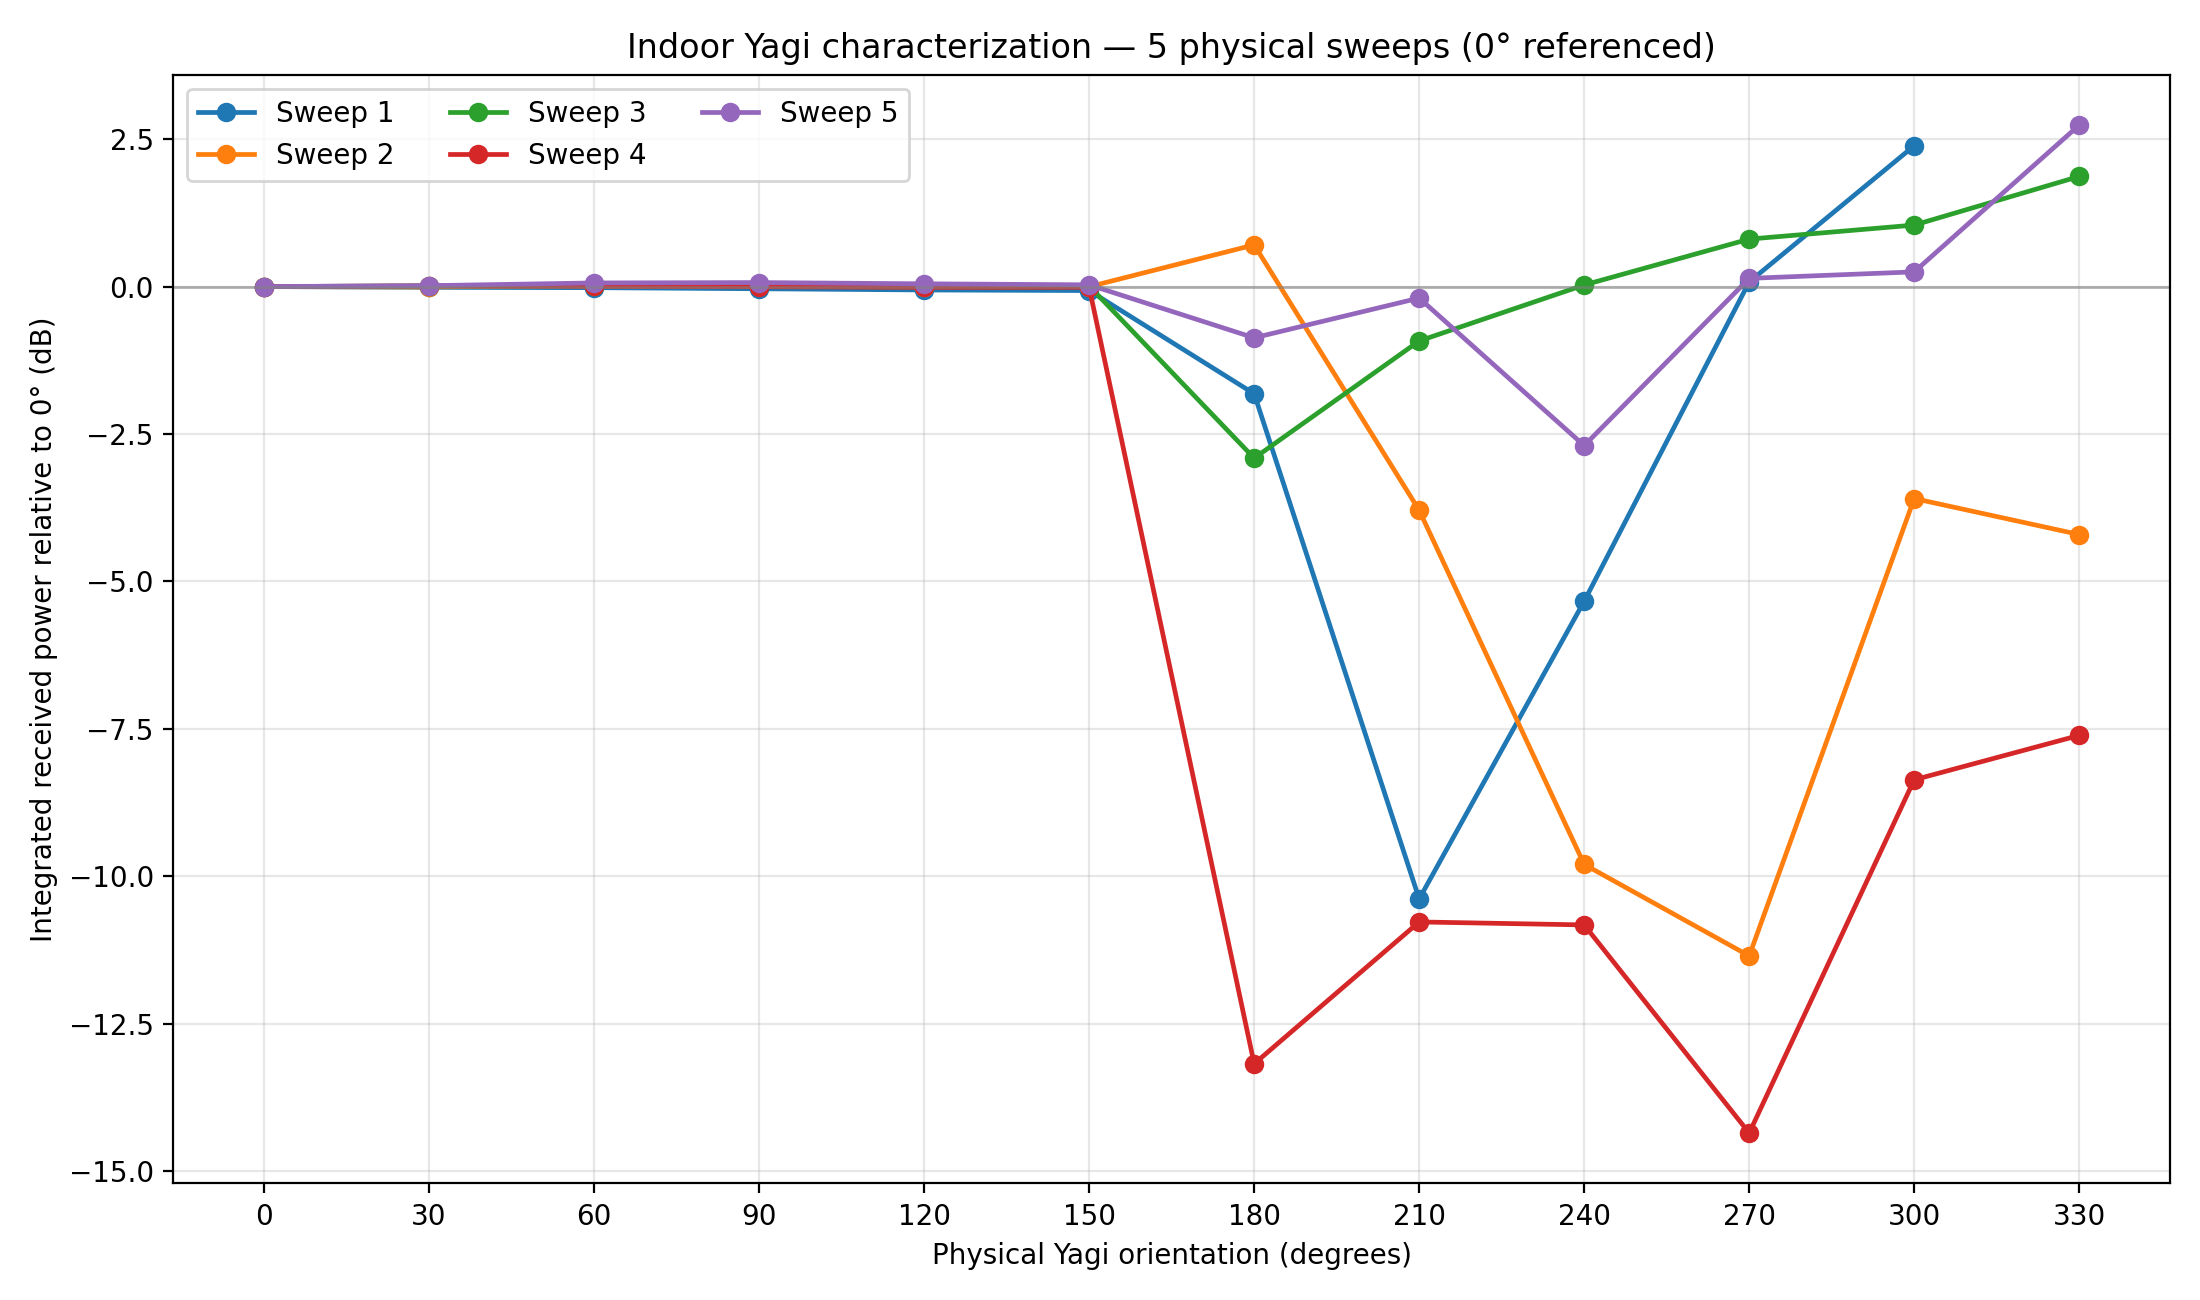 Indoor Yagi characterization — 5 physical sweeps (0° referenced)
Sweep 1
Sweep 2
Sweep 3
Sweep 4
Sweep 5
Integrated received power relative to 0° (dB)
2.5
0.0
−2.5
−5.0
−7.5
−10.0
−12.5
−15.0
0 30 60 90 120 150 180 210 240 270 300 330
Physical Yagi orientation (degrees)